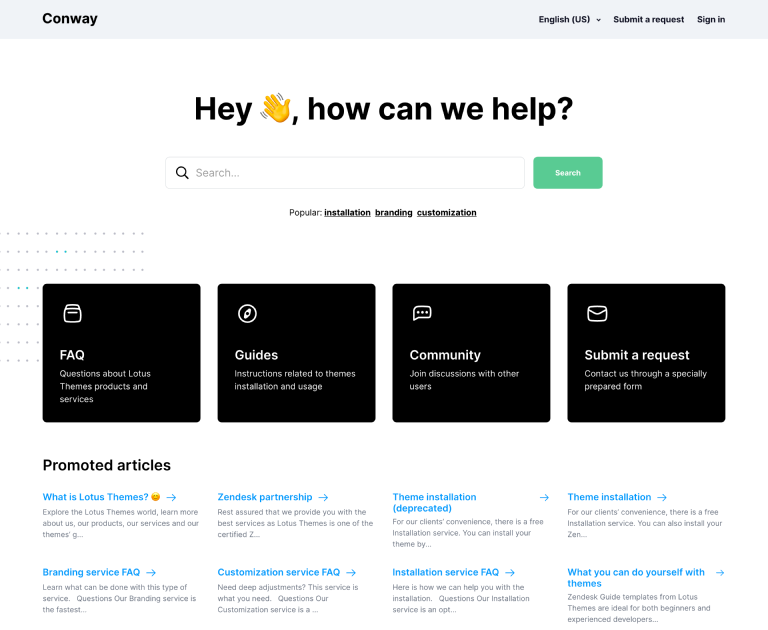 Conway
English (US) Submit a request Sign in
Hey 👋, how can we help?
Search...
Search
Popular: installation branding customization
FAQ
Questions about Lotus
Themes products and
services
Guides
Instructions related to themes
installation and usage
Community
Join discussions with other
users
Submit a request
Contact us through a specially
prepared form
Promoted articles
What is Lotus Themes? 😊 →
Explore the Lotus Themes world, learn more
about us, our products, our services and our
themes' g...
Zendesk partnership →
Rest assured that we provide you with the
best services as Lotus Themes is one of the
certified Z...
Theme installation →
(deprecated)
For our clients' convenience, there is a free
Installation service. You can install your
theme by...
Theme installation →
For our clients' convenience, there is a free
Installation service. You can also install your
Zen...
Branding service FAQ →
Learn what can be done with this type of
service. Questions Our Branding service is
the fastest...
Customization service FAQ →
Need deep adjustments? This service is
what you need. Questions Our
Customization service is a ...
Installation service FAQ →
Here is how we can help you with the
installation. Questions Our Installation
service is an opt...
What you can do yourself with →
themes
Zendesk Guide templates from Lotus
Themes are ideal for both beginners and
experienced developers...